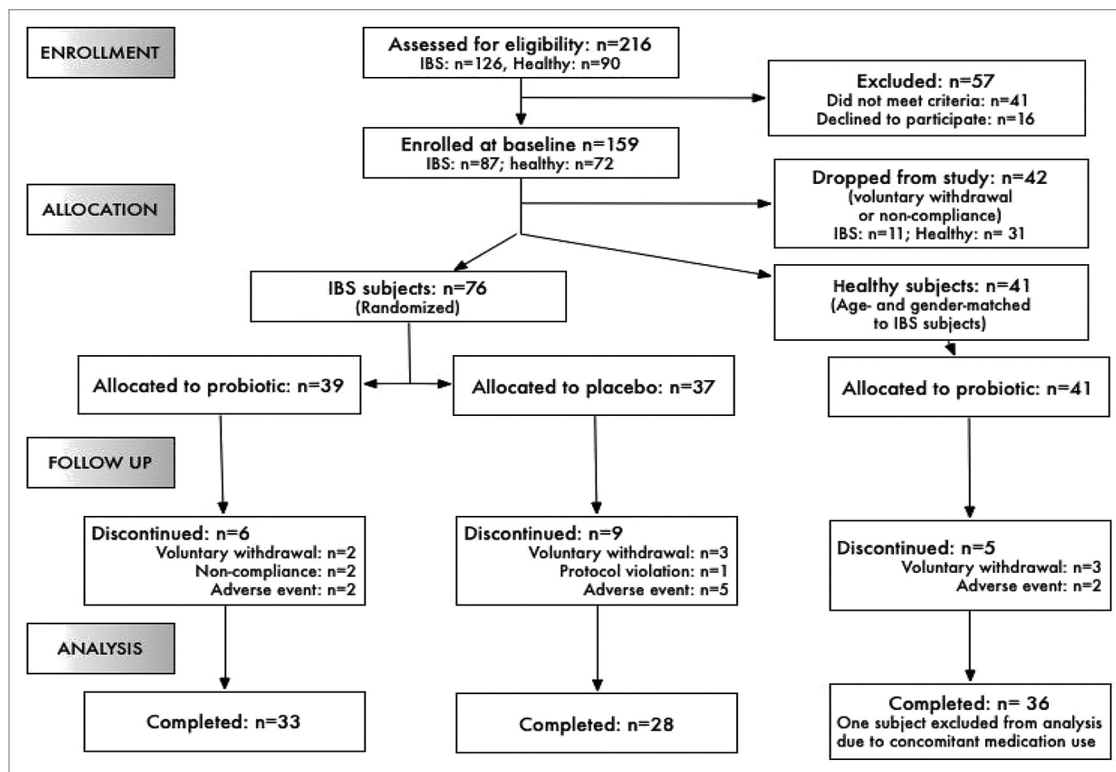 ENROLLMENT
Assessed for eligibility: n=216
IBS: n=126, Healthy: n=90
Excluded: n=57
Did not meet criteria: n=41
Declined to participate: n=16
Enrolled at baseline n=159
IBS: n=87; healthy: n=72
ALLOCATION
Dropped from study: n=42
(voluntary withdrawal
or non-compliance)
IBS: n=11; Healthy: n= 31
IBS subjects: n=76
(Randomized)
Healthy subjects: n=41
(Age- and gender-matched
to IBS subjects)
Allocated to probiotic: n=39
Allocated to placebo: n=37
Allocated to probiotic: n=41
FOLLOW UP
Discontinued: n=6
Voluntary withdrawal: n=2
Non-compliance: n=2
Adverse event: n=2
Discontinued: n=9
Voluntary withdrawal: n=3
Protocol violation: n=1
Adverse event: n=5
Discontinued: n=5
Voluntary withdrawal: n=3
Adverse event: n=2
ANALYSIS
Completed: n=33
Completed: n=28
Completed: n= 36
One subject excluded from analysis
due to concomitant medication use